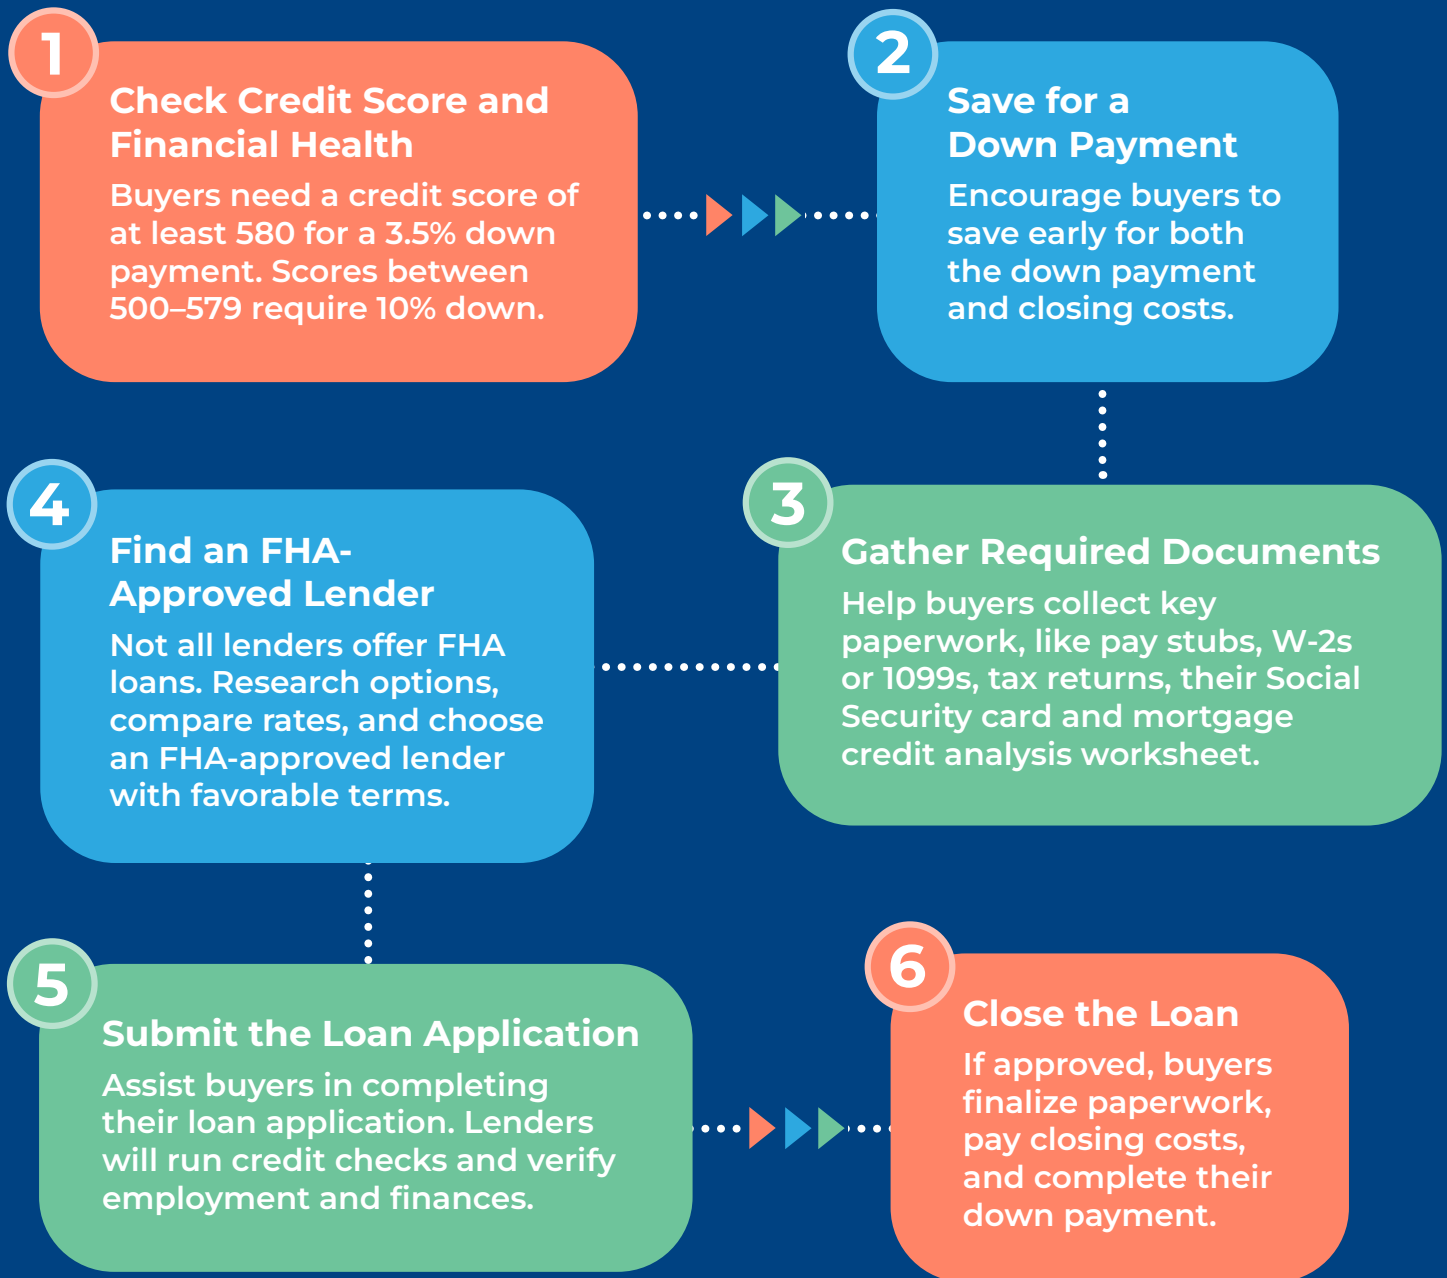 1
Check Credit Score and
Financial Health
Buyers need a credit score of
at least 580 for a 3.5% down
payment. Scores between
500–579 require 10% down.
2
Save for a
Down Payment
Encourage buyers to
save early for both
the down payment
and closing costs.
3
Gather Required Documents
Help buyers collect key
paperwork, like pay stubs, W-2s
or 1099s, tax returns, their Social
Security card and mortgage
credit analysis worksheet.
4
Find an FHA-
Approved Lender
Not all lenders offer FHA
loans. Research options,
compare rates, and choose
an FHA-approved lender
with favorable terms.
5
Submit the Loan Application
Assist buyers in completing
their loan application. Lenders
will run credit checks and verify
employment and finances.
6
Close the Loan
If approved, buyers
finalize paperwork,
pay closing costs,
and complete their
down payment.